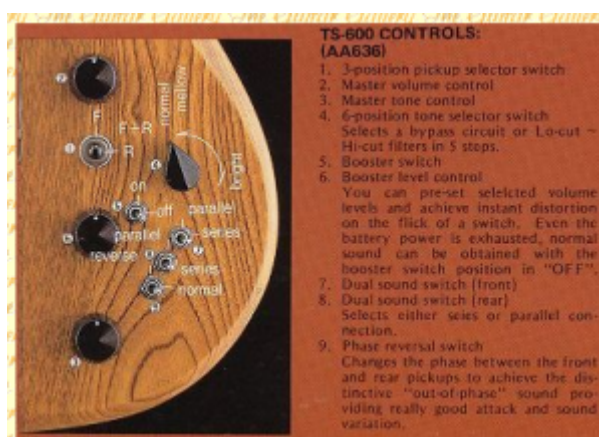 TS-600 CONTROLS:
(AA636)
1. 3-position pickup selector switch
2. Master volume control
3. Master tone control
4. 6-position tone selector switch
Selects a bypass circuit or Lo-cut ~
Hi-cut filters in 5 steps.
5. Booster switch
6. Booster level control
You can pre-set selelcted volume
levels and achieve instant distortion
on the flick of a switch. Even the
battery power is exhausted, normal
sound can be obtained with the
booster switch position in "OFF".
7. Dual sound switch (front)
8. Dual sound switch (rear)
Selects either seies or parallel con-
nection.
9. Phase reversal switch
Changes the phase between the front
and rear pickups to achieve the dis-
tinctive "out-of-phase" sound pro-
viding really good attack and sound
variation.
normal
mellow
bright
F
F+R
R
on
off
parallel
series
parallel
series
reverse
normal